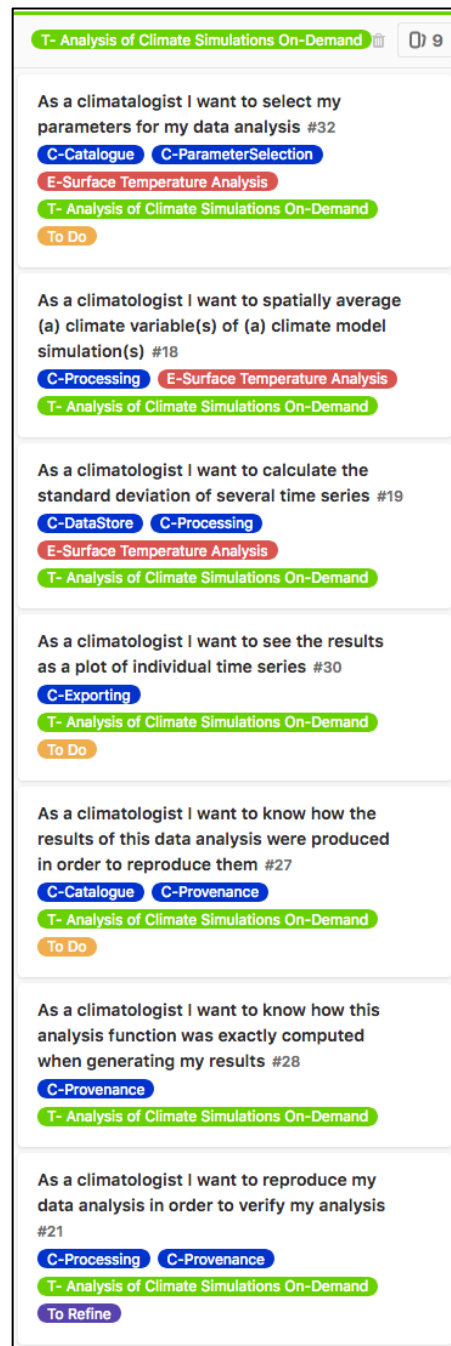 T- Analysis of Climate Simulations On-Demand 9
As a climatalogist I want to select my
parameters for my data analysis #32
C-Catalogue C-ParameterSelection
E-Surface Temperature Analysis
T- Analysis of Climate Simulations On-Demand
To Do
As a climatologist I want to spatially average
(a) climate variable(s) of (a) climate model
simulation(s) #18
C-Processing E-Surface Temperature Analysis
T- Analysis of Climate Simulations On-Demand
As a climatologist I want to calculate the
standard deviation of several time series #19
C-DataStore C-Processing
E-Surface Temperature Analysis
T- Analysis of Climate Simulations On-Demand
As a climatologist I want to see the results
as a plot of individual time series #30
C-Exporting
T- Analysis of Climate Simulations On-Demand
To Do
As a climatologist I want to know how the
results of this data analysis were produced
in order to reproduce them #27
C-Catalogue C-Provenance
T- Analysis of Climate Simulations On-Demand
To Do
As a climatologist I want to know how this
analysis function was exactly computed
when generating my results #28
C-Provenance
T- Analysis of Climate Simulations On-Demand
As a climatologist I want to reproduce my
data analysis in order to verify my analysis
#21
C-Processing C-Provenance
T- Analysis of Climate Simulations On-Demand
To Refine